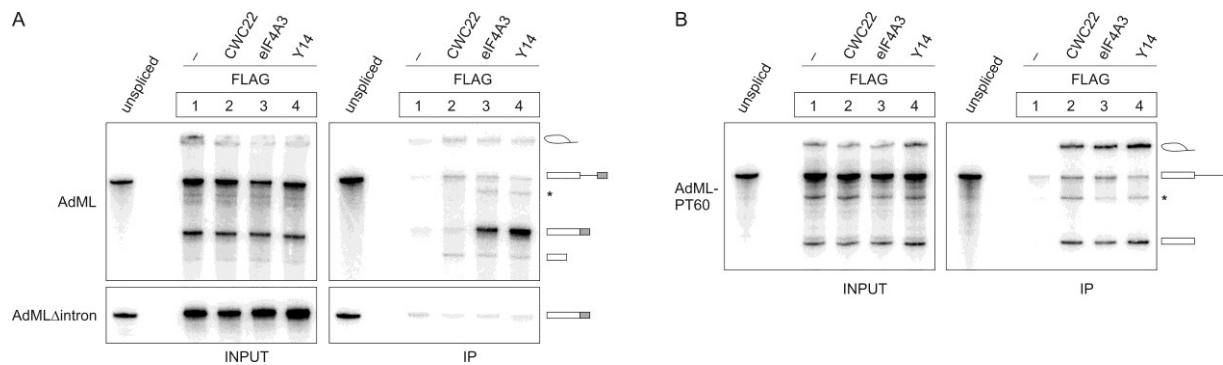 A
unspliced
–
CWC22
eIF4A3
Y14
FLAG
1 2 3 4
unspliced
–
CWC22
eIF4A3
Y14
FLAG
1 2 3 4
AdML
*
AdMLΔintron
INPUT
IP
B
unsplicd
–
CWC22
eIF4A3
Y14
FLAG
1 2 3 4
unspliced
–
CWC22
eIF4A3
Y14
FLAG
1 2 3 4
AdML-
PT60
*
INPUT
IP